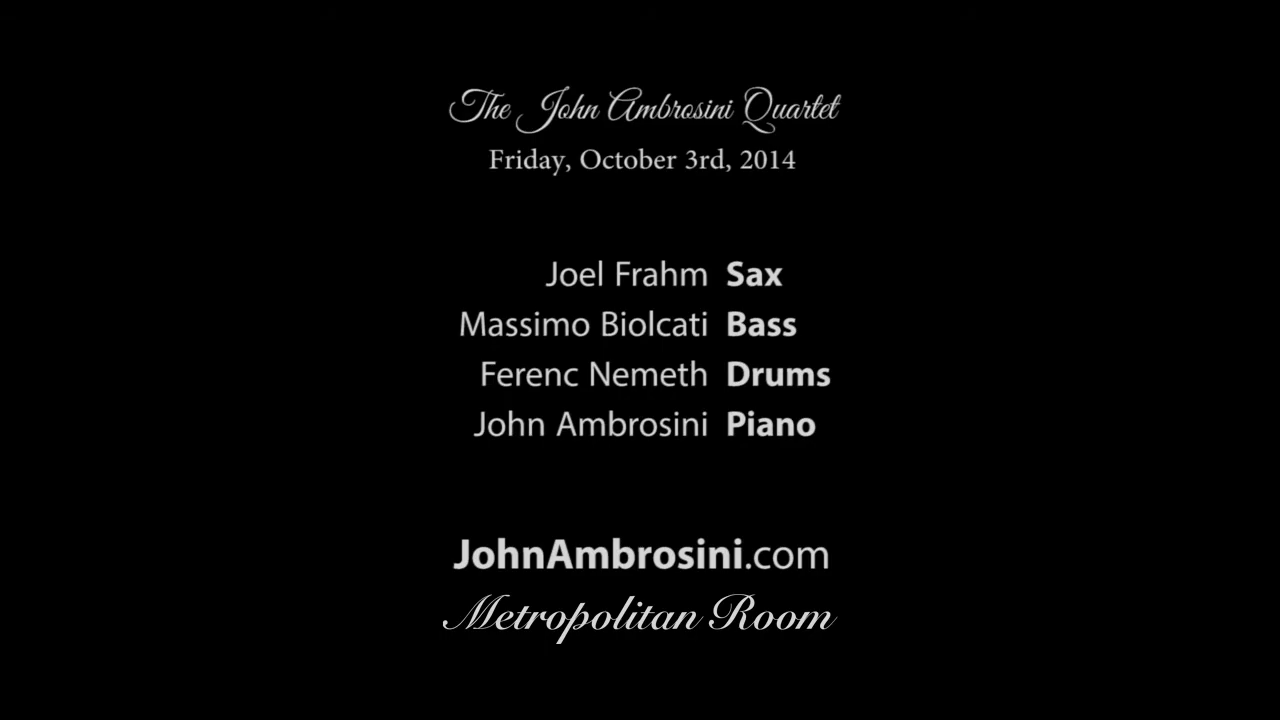 The John Ambrosini Quartet
Friday, October 3rd, 2014
Joel Frahm Sax
Massimo Biolcati Bass
Ferenc Nemeth Drums
John Ambrosini Piano
JohnAmbrosini.com
Metropolitan Room